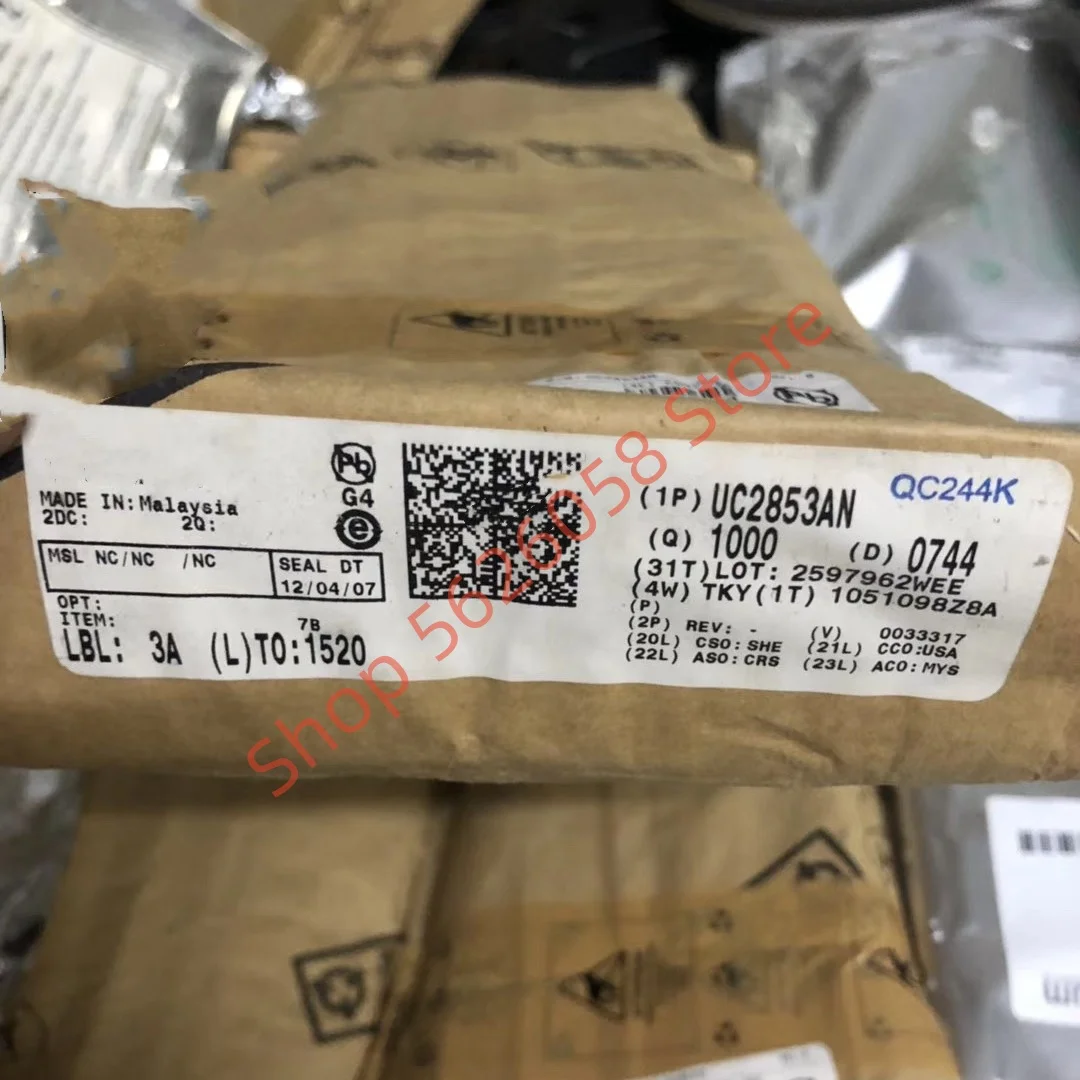 Pb
G4
e
MADE IN: Malaysia
2DC: 2Q:
MSL NC/NC /NC
SEAL DT
12/04/07
OPT:
ITEM: 7B
LBL: 3A (L)TO:1520
(1P) UC2853AN
QC244K
(Q) 1000 (D) 0744
(31T)LOT: 2597962WEE
(4W) TKY(1T) 1051098Z8A
(P)
(2P) REV: - (V) 0033317
(20L) CSO:SHE (21L) CCO:USA
(22L) ASO:CRS (23L) ACO:MYS
Shop 5626058 Store
Pb